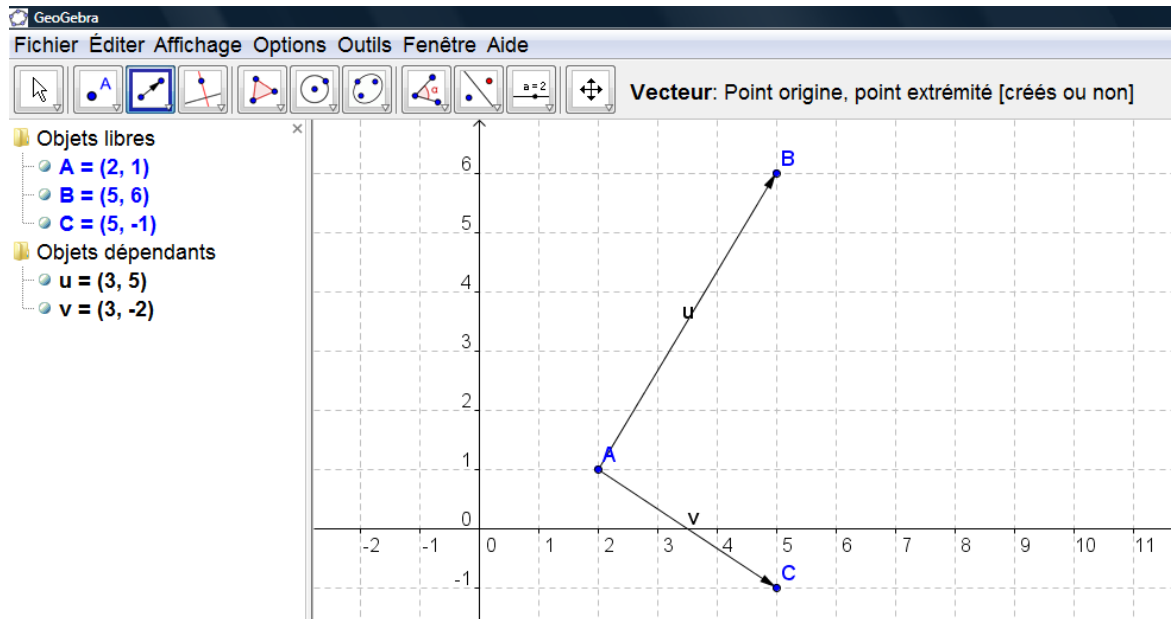 GeoGebra
Fichier Éditer Affichage Options Outils Fenêtre Aide
A α a=2 Vecteur: Point origine, point extrémité [créés ou non]
Objets libres
A = (2, 1)
B = (5, 6)
C = (5, -1)
Objets dépendants
u = (3, 5)
v = (3, -2)
6
B
5
4
u
3
2
1
A
0
v
-2 -1 0 1 2 3 4 5 6 7 8 9 10 11
C
-1